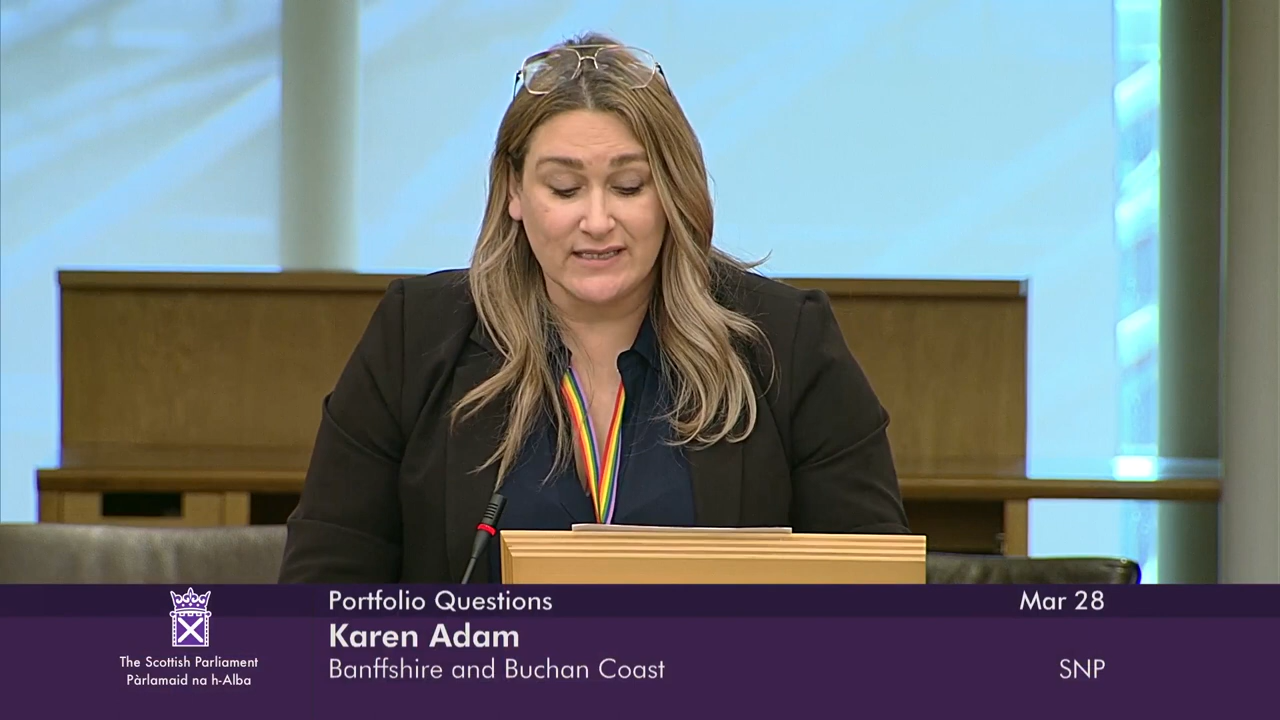 Portfolio Questions
Mar 28
Karen Adam
Banffshire and Buchan Coast
SNP
The Scottish Parliament
Pàrlamaid na h-Alba